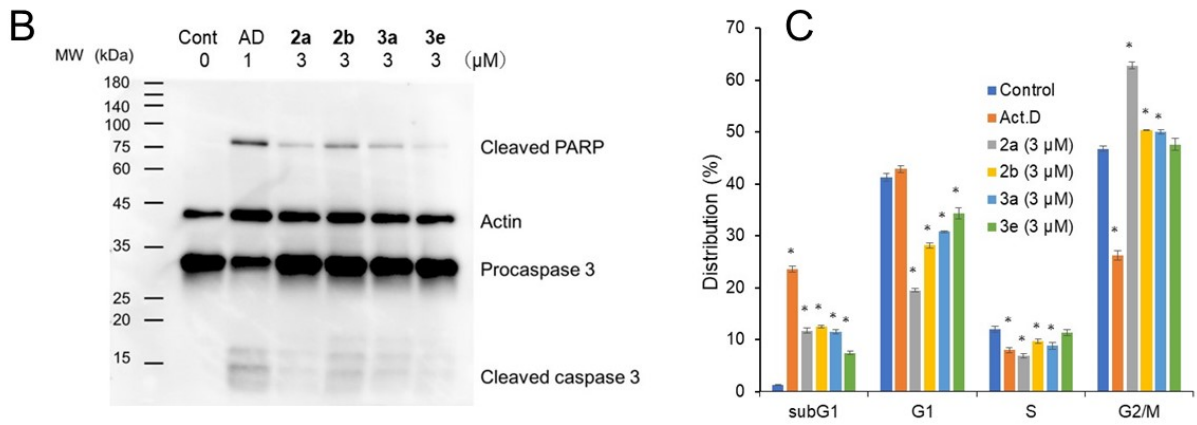 B
Cont AD 2a 2b 3a 3e
MW (kDa) 0 1 3 3 3 3 (μM)
180
140
100
75
60
45
35
25
20
15
Cleaved PARP
Actin
Procaspase 3
Cleaved caspase 3
C
Distribution (%)
70
60
50
40
30
20
10
0
Control
Act.D
2a (3 μM)
2b (3 μM)
3a (3 μM)
3e (3 μM)
* * * * *
* * * *
* * * *
* * * *
subG1 G1 S G2/M